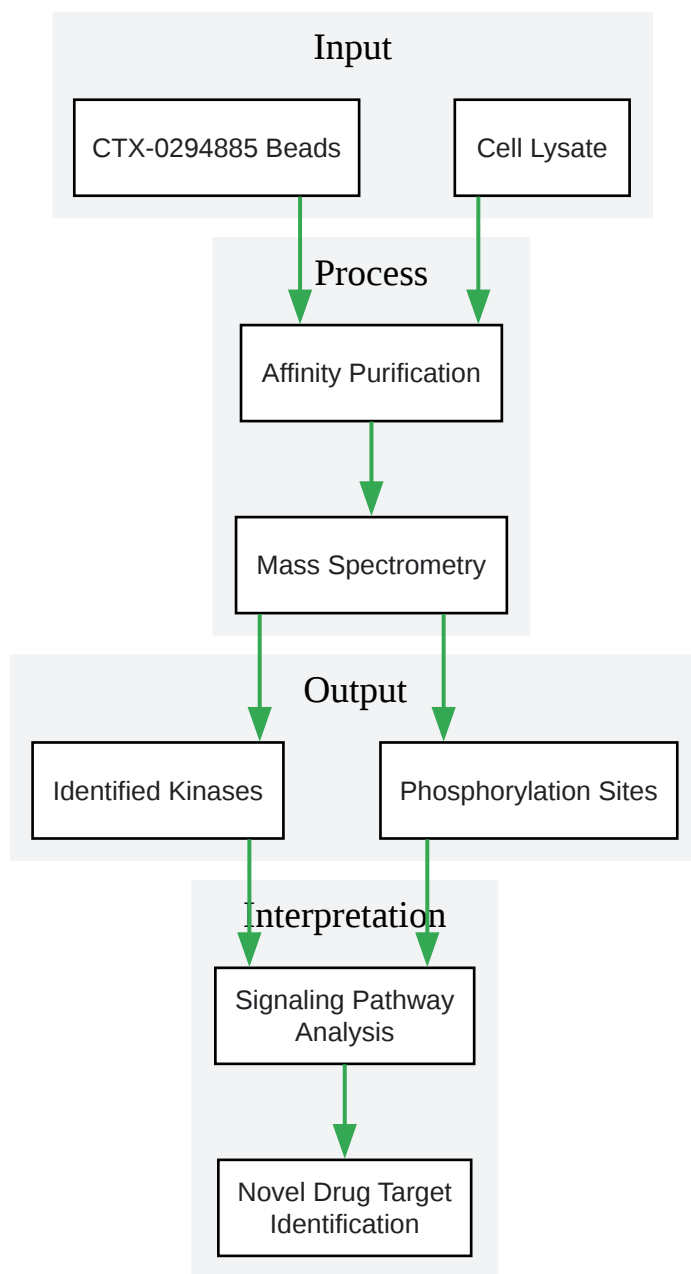 Input
CTX-0294885 Beads
Cell Lysate
Process
Affinity Purification
Mass Spectrometry
Output
Identified Kinases
Phosphorylation Sites
Interpretation
Signaling Pathway
Analysis
Novel Drug Target
Identification